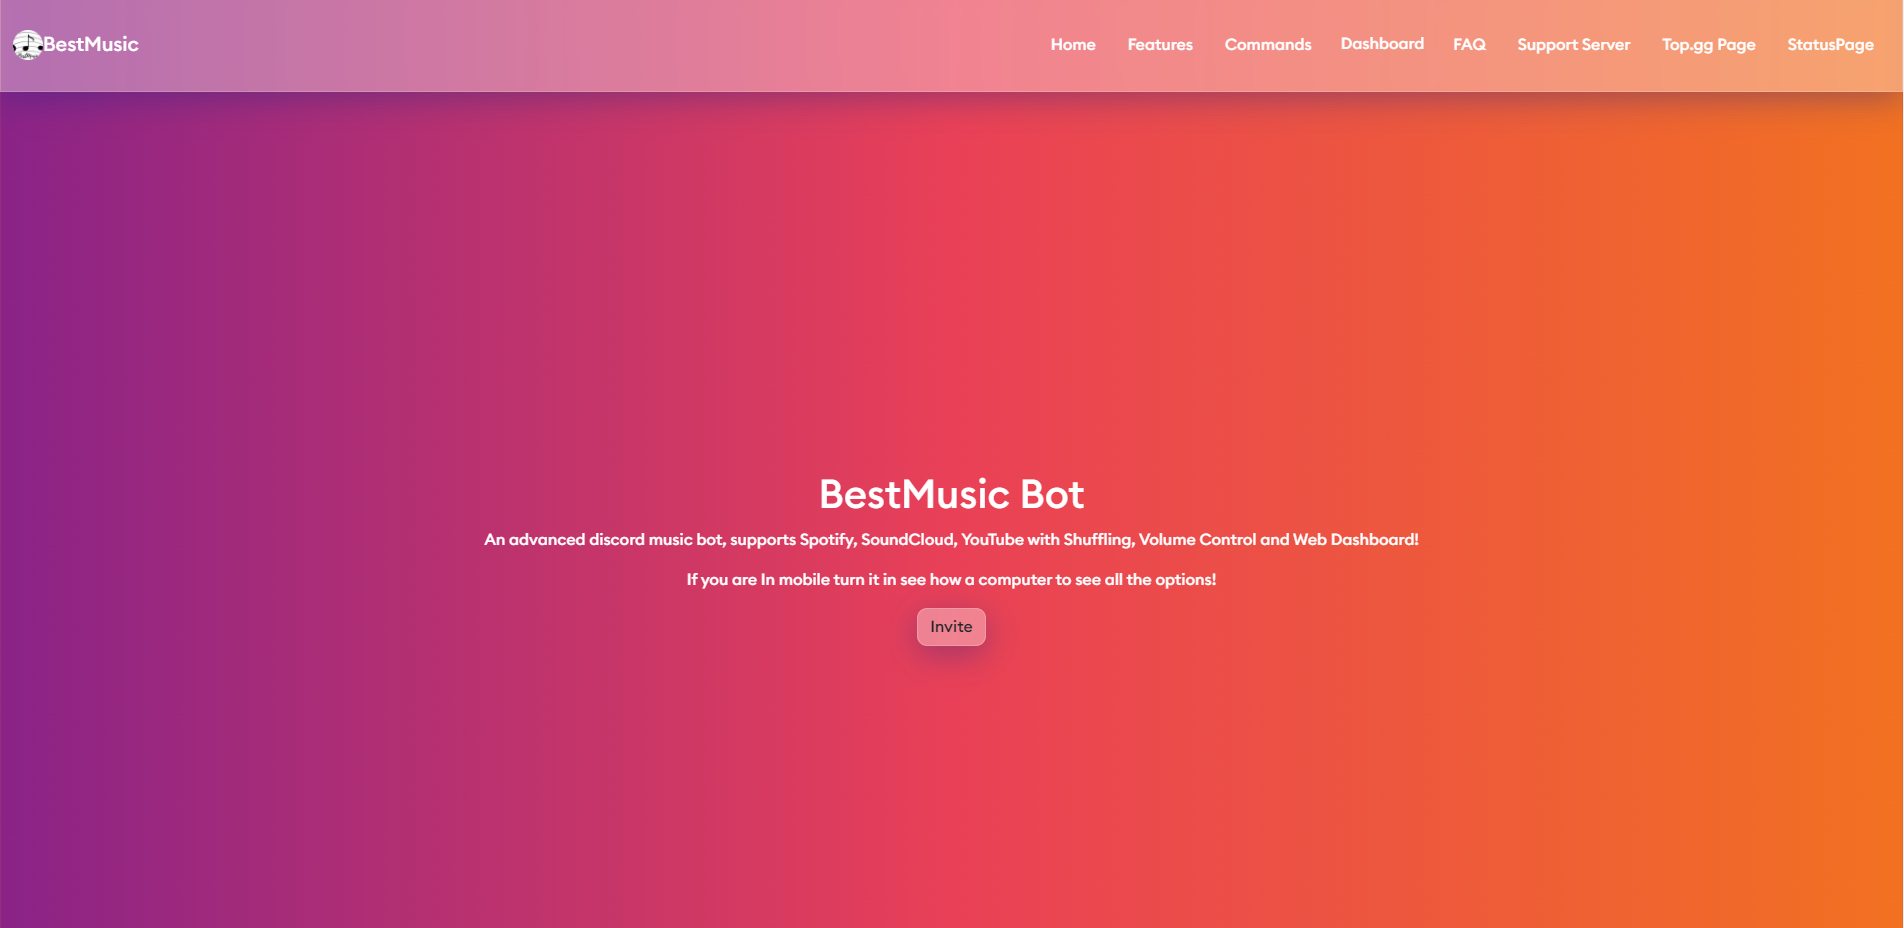 BestMusic
Home Features Commands Dashboard FAQ Support Server Top.gg Page StatusPage
BestMusic Bot
An advanced discord music bot, supports Spotify, SoundCloud, YouTube with Shuffling, Volume Control and Web Dashboard!
If you are In mobile turn it in see how a computer to see all the options!
Invite